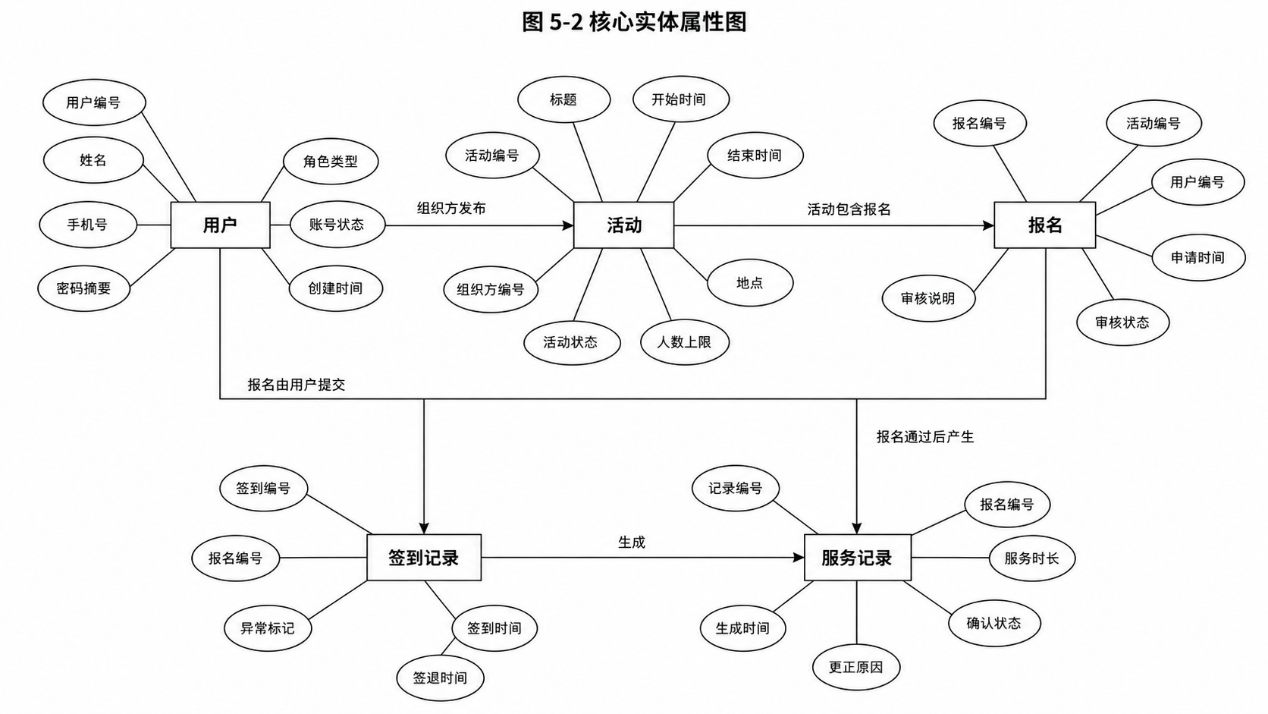 图 5-2 核心实体属性图
用户编号
姓名
手机号
密码摘要
用户
角色类型
账号状态
创建时间
组织方发布
标题
开始时间
活动编号
结束时间
活动
组织方编号
地点
活动状态
人数上限
活动包含报名
报名编号
活动编号
用户编号
报名
申请时间
审核说明
审核状态
报名由用户提交
报名通过后产生
签到编号
报名编号
签到记录
异常标记
签到时间
签退时间
生成
记录编号
报名编号
服务记录
服务时长
生成时间
确认状态
更正原因